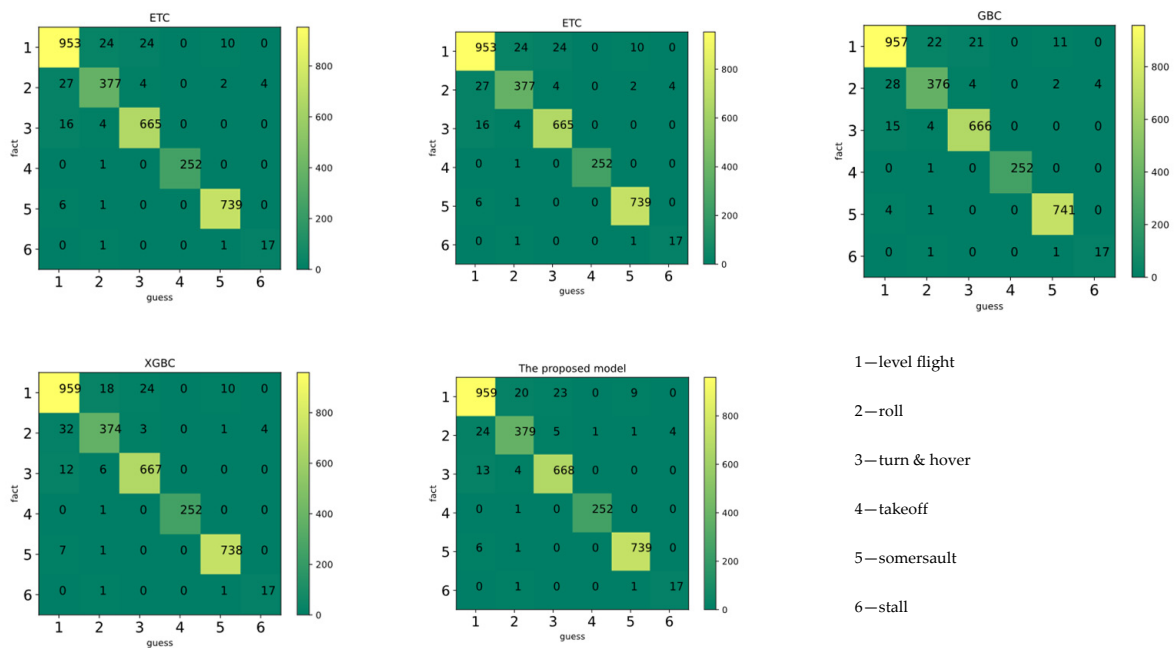 ETC
fact
1 953 24 24 0 10 0
2 27 377 4 0 2 4
3 16 4 665 0 0 0
4 0 1 0 252 0 0
5 6 1 0 0 739 0
6 0 1 0 0 1 17
1 2 3 4 5 6
guess
800
600
400
200
0
ETC
fact
1 953 24 24 0 10 0
2 27 377 4 0 2 4
3 16 4 665 0 0 0
4 0 1 0 252 0 0
5 6 1 0 0 739 0
6 0 1 0 0 1 17
1 2 3 4 5 6
guess
800
600
400
200
0
GBC
fact
1 957 22 21 0 11 0
2 28 376 4 0 2 4
3 15 4 666 0 0 0
4 0 1 0 252 0 0
5 4 1 0 0 741 0
6 0 1 0 0 1 17
1 2 3 4 5 6
guess
800
600
400
200
0
XGBC
fact
1 959 18 24 0 10 0
2 32 374 3 0 1 4
3 12 6 667 0 0 0
4 0 1 0 252 0 0
5 7 1 0 0 738 0
6 0 1 0 0 1 17
1 2 3 4 5 6
guess
800
600
400
200
0
The proposed model
fact
1 959 20 23 0 9 0
2 24 379 5 1 1 4
3 13 4 668 0 0 0
4 0 1 0 252 0 0
5 6 1 0 0 739 0
6 0 1 0 0 1 17
1 2 3 4 5 6
guess
800
600
400
200
0
1—level flight
2—roll
3—turn & hover
4—takeoff
5—somersault
6—stall